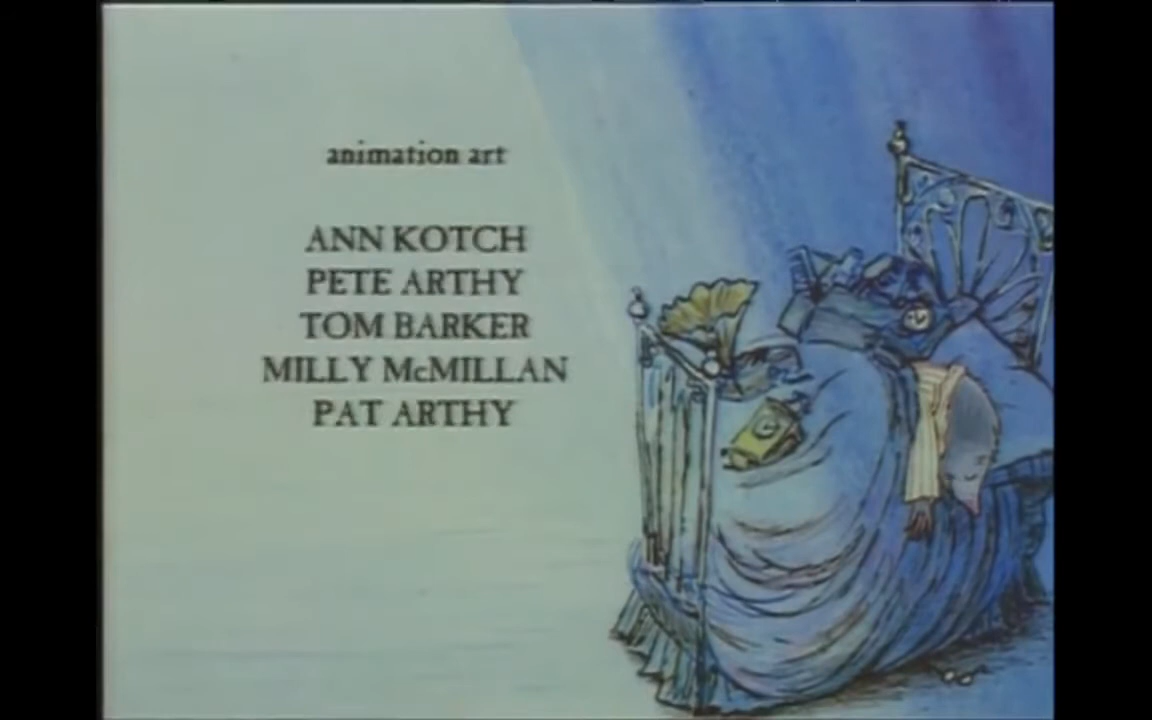 animation art
ANN KOTCH
PETE ARTHY
TOM BARKER
MILLY McMILLAN
PAT ARTHY